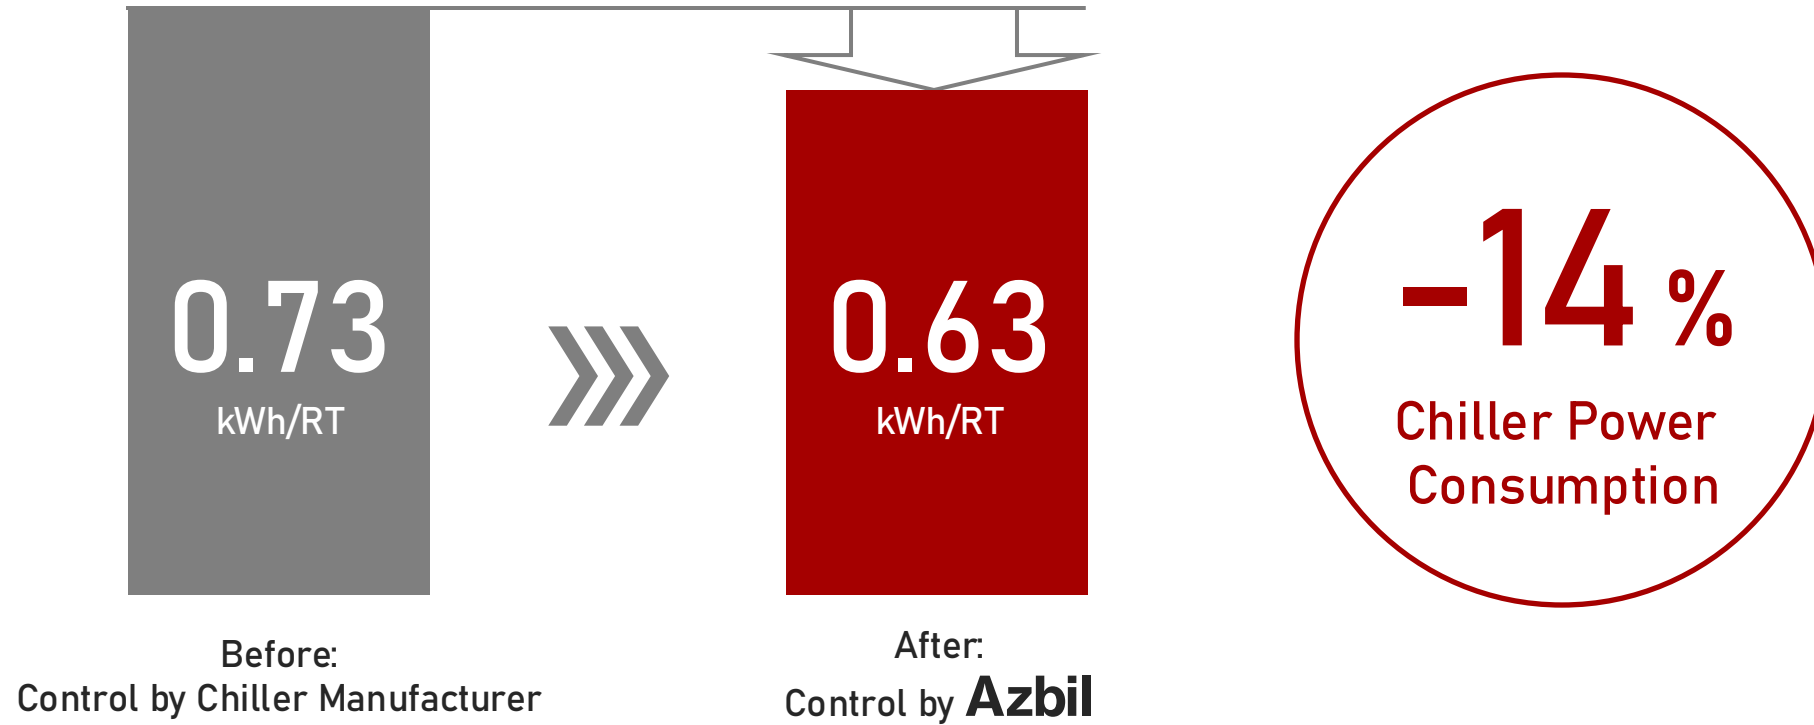 0.73
kWh/RT
Before:
Control by Chiller Manufacturer
0.63
kWh/RT
After:
Control by Azbil
-14 %
Chiller Power
Consumption